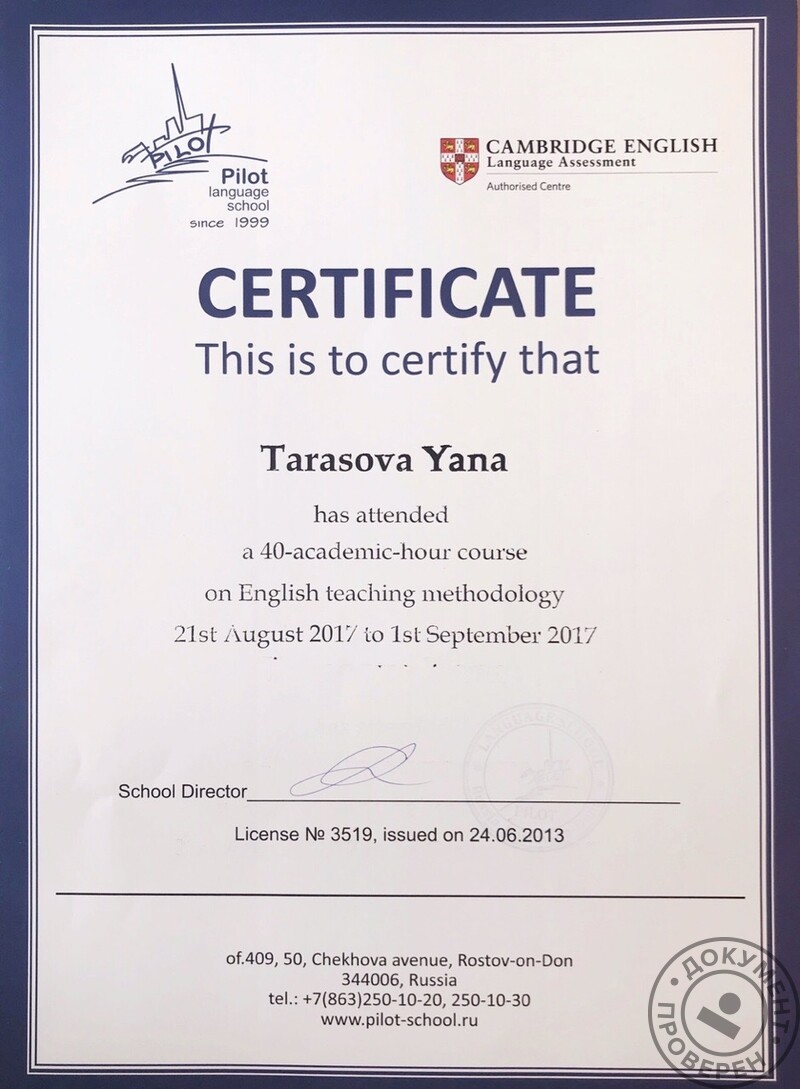 PILOT
Pilot
language
school
since 1999
CAMBRIDGE ENGLISH
Language Assessment
Authorised Centre
CERTIFICATE
This is to certify that
Tarasova Yana
has attended
a 40-academic-hour course
on English teaching methodology
21st August 2017 to 1st September 2017
LANGUAGE SCHOOL
PILOT
School Director
License № 3519, issued on 24.06.2013
of.409, 50, Chekhova avenue, Rostov-on-Don
344006, Russia
tel.: +7(863)250-10-20, 250-10-30
www.pilot-school.ru
ДОКУМЕНТ
ПРОВЕРЕН